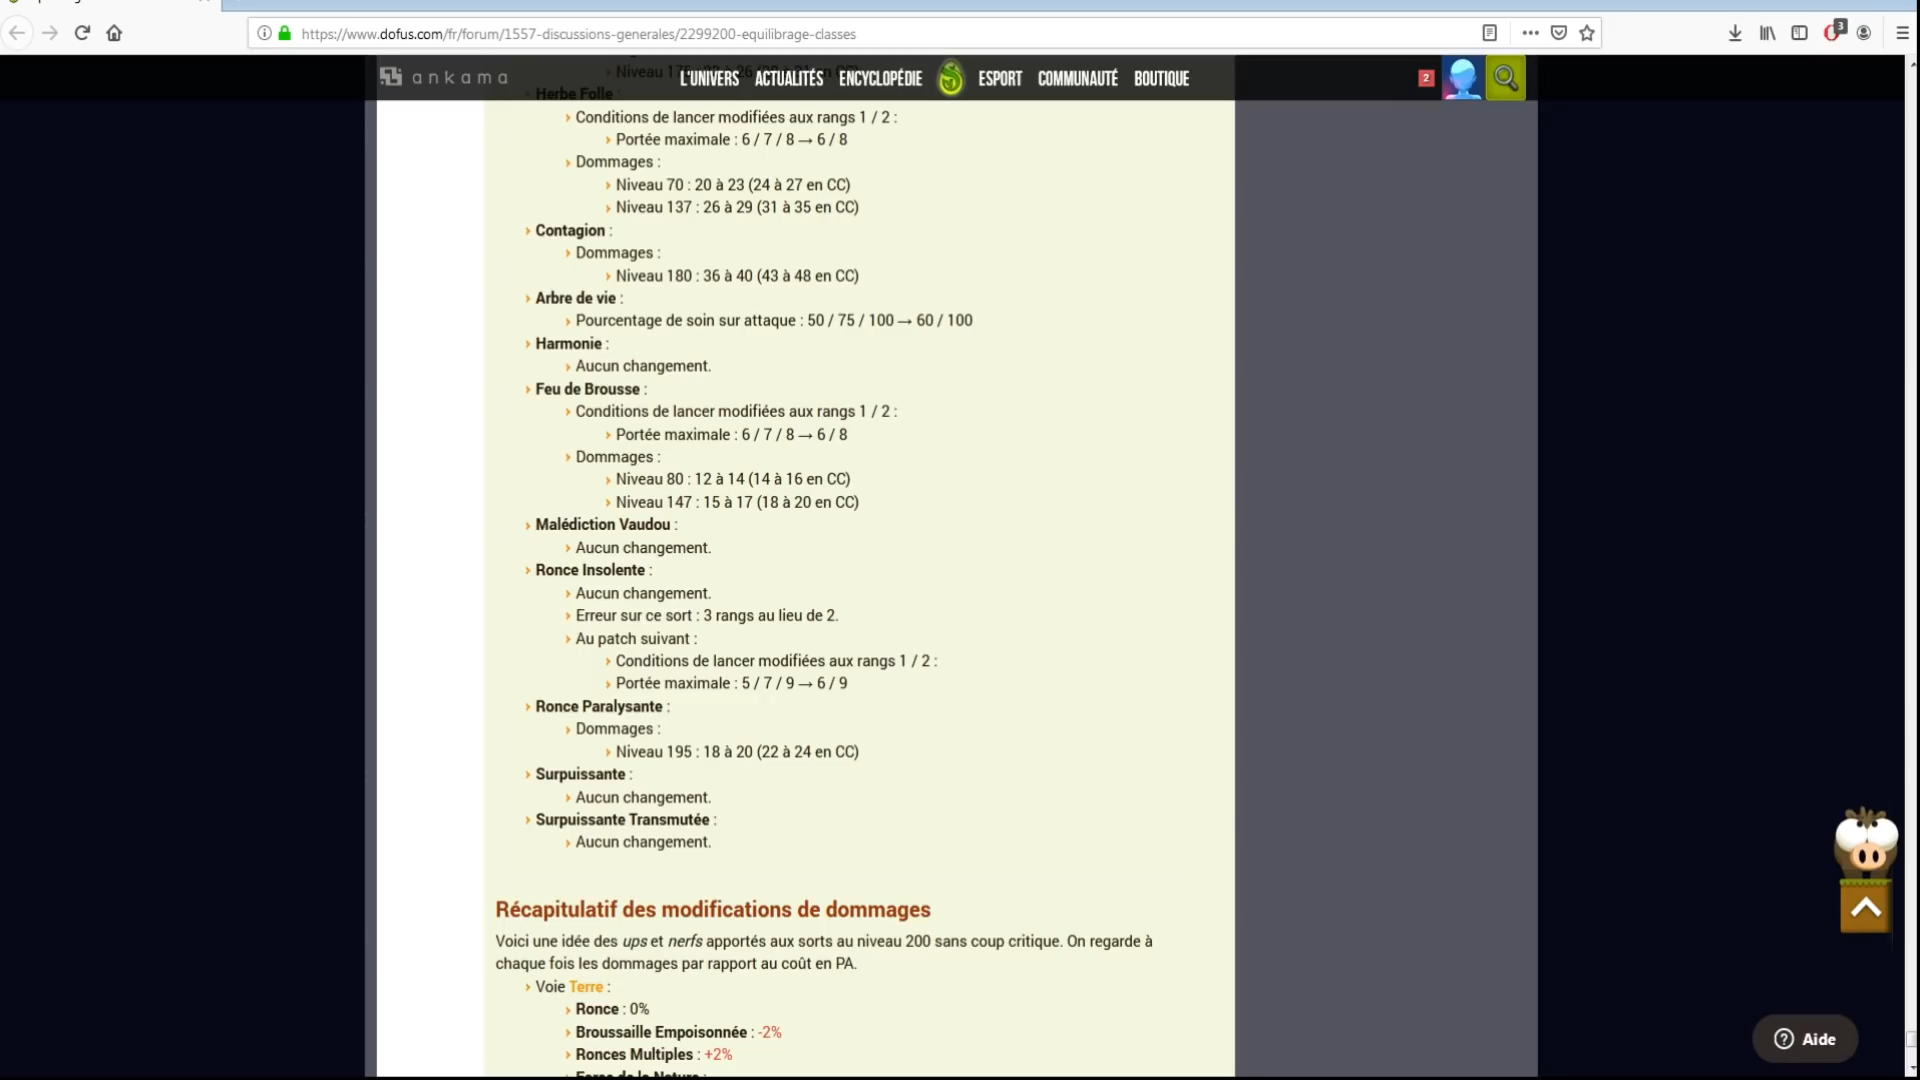 https://www.dofus.com/fr/forum/1557-discussions-generales/2299200-equilibrage-classes
3
ankama
L'UNIVERS ACTUALITÉS ENCYCLOPÉDIE ESPORT COMMUNAUTÉ BOUTIQUE
2
Herbe Folle :
Conditions de lancer modifiées aux rangs 1 / 2 :
Portée maximale : 6 / 7 / 8 → 6 / 8
Dommages :
Niveau 70 : 20 à 23 (24 à 27 en CC)
Niveau 137 : 26 à 29 (31 à 35 en CC)
Contagion :
Dommages :
Niveau 180 : 36 à 40 (43 à 48 en CC)
Arbre de vie :
Pourcentage de soin sur attaque : 50 / 75 / 100 → 60 / 100
Harmonie :
Aucun changement.
Feu de Brousse :
Conditions de lancer modifiées aux rangs 1 / 2 :
Portée maximale : 6 / 7 / 8 → 6 / 8
Dommages :
Niveau 80 : 12 à 14 (14 à 16 en CC)
Niveau 147 : 15 à 17 (18 à 20 en CC)
Malédiction Vaudou :
Aucun changement.
Ronce Insolente :
Aucun changement.
Erreur sur ce sort : 3 rangs au lieu de 2.
Au patch suivant :
Conditions de lancer modifiées aux rangs 1 / 2 :
Portée maximale : 5 / 7 / 9 → 6 / 9
Ronce Paralysante :
Dommages :
Niveau 195 : 18 à 20 (22 à 24 en CC)
Surpuissante :
Aucun changement.
Surpuissante Transmutée :
Aucun changement.
Récapitulatif des modifications de dommages
Voici une idée des ups et nerfs apportés aux sorts au niveau 200 sans coup critique. On regarde à
chaque fois les dommages par rapport au coût en PA.
Voie Terre :
Ronce : 0%
Broussaille Empoisonnée : -2%
Ronces Multiples : +2%
Aide